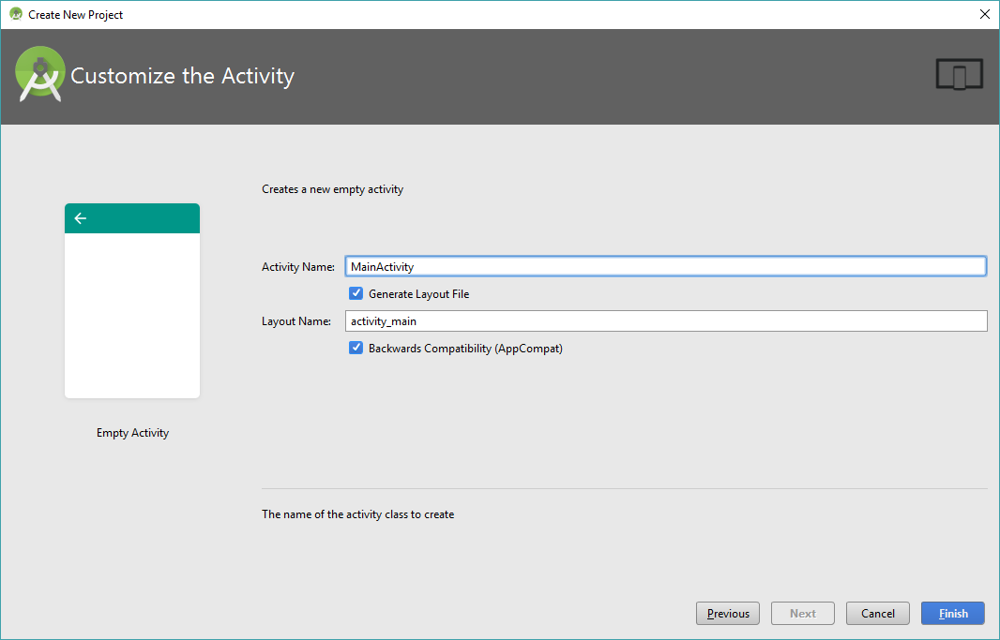 Create New Project
Customize the Activity
Creates a new empty activity
Activity Name: MainActivity
Generate Layout File
Layout Name: activity_main
Backwards Compatibility (AppCompat)
Empty Activity
The name of the activity class to create
Previous Next Cancel Finish